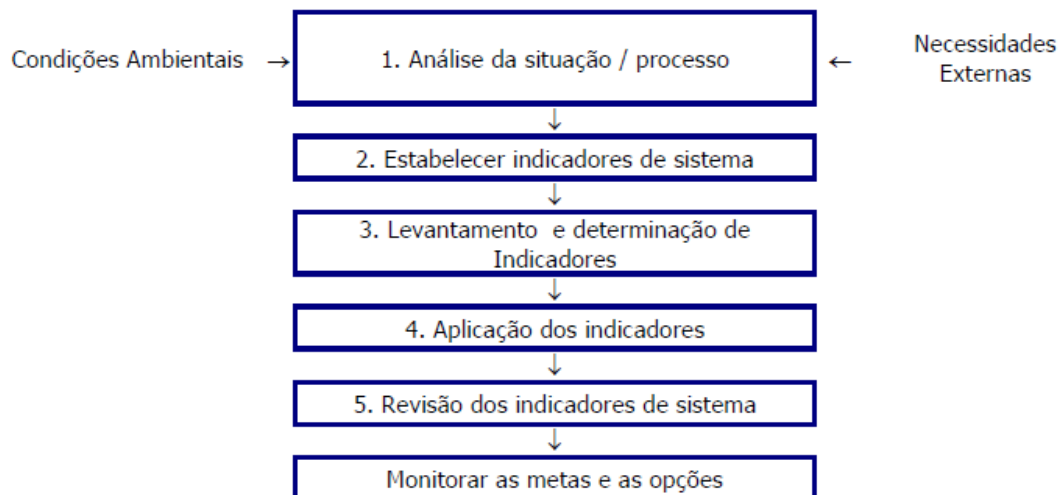 Condições Ambientais → 1. Análise da situação / processo ← Necessidades
Externas
↓
2. Estabelecer indicadores de sistema
↓
3. Levantamento e determinação de
Indicadores
↓
4. Aplicação dos indicadores
↓
5. Revisão dos indicadores de sistema
↓
Monitorar as metas e as opções